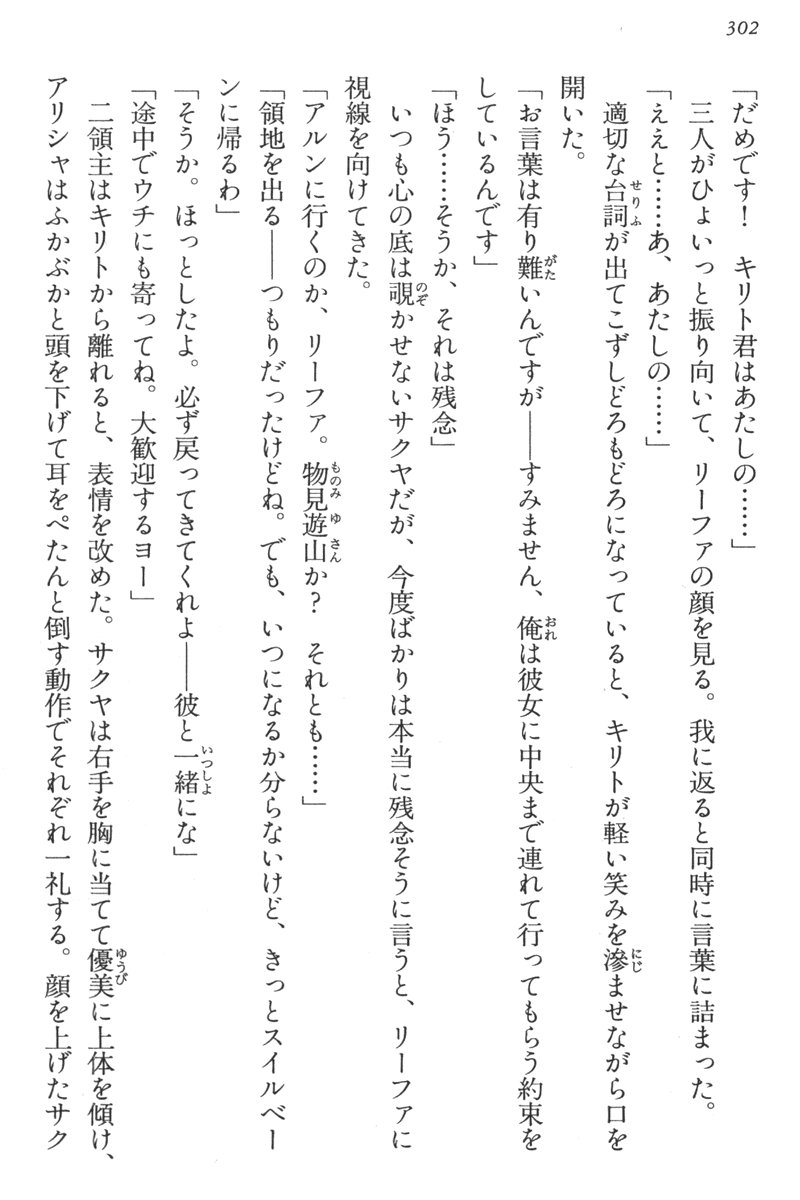 302
「だめです！　キリト君はあたしの……」
　三人がひょいっと振り向いて、リーファの顔を見る。我に返ると同時に言葉に詰まった。
「ええと……あ、あたしの……」
　適切な台詞が出てこずしどろもどろになっていると、キリトが軽い笑みを滲ませながら口を
開いた。
「お言葉は有り難いんですが――すみません、俺は彼女に中央まで連れて行ってもらう約束を
しているんです」
「ほう……そうか、それは残念」
　いつも心の底は覗かせないサクヤだが、今度ばかりは本当に残念そうに言うと、リーファに
視線を向けてきた。
「アルンに行くのか、リーファ。物見遊山か？　それとも……」
「領地を出る――つもりだったけどね。でも、いつになるか分らないけど、きっとスイルベー
ンに帰るわ」
「そうか。ほっとしたよ。必ず戻ってきてくれよ――彼と一緒にな」
「途中でウチにも寄ってね。大歓迎するヨー」
　二領主はキリトから離れると、表情を改めた。サクヤは右手を胸に当てて優美に上体を傾け、
アリシャはふかぶかと頭を下げて耳をぺたんと倒す動作でそれぞれ一礼する。顔を上げたサク